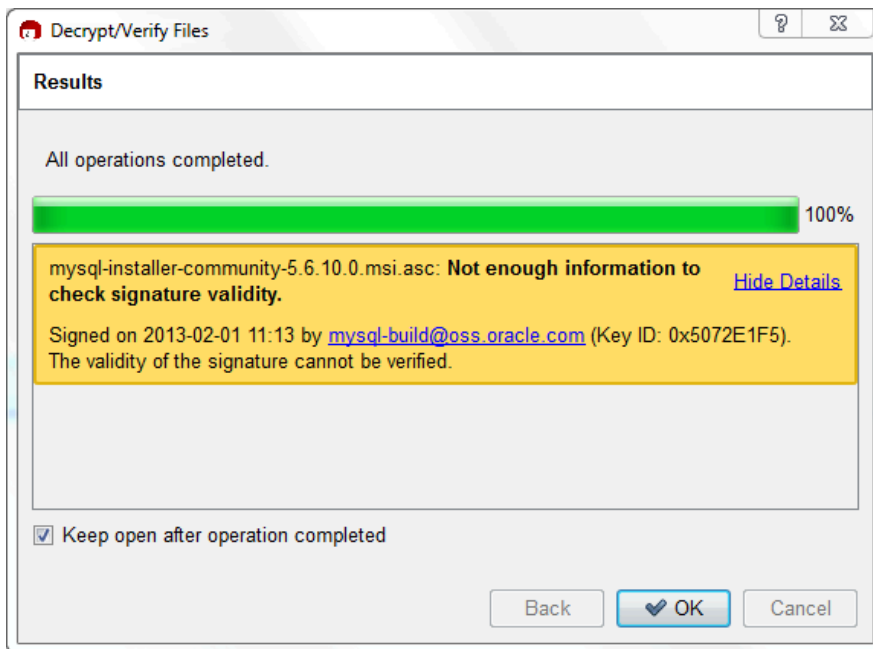 Decrypt/Verify Files
Results
All operations completed.
100%
mysql-installer-community-5.6.10.0.msi.asc: Not enough information to
check signature validity.
Hide Details
Signed on 2013-02-01 11:13 by mysql-build@oss.oracle.com (Key ID: 0x5072E1F5).
The validity of the signature cannot be verified.
Keep open after operation completed
Back
OK
Cancel